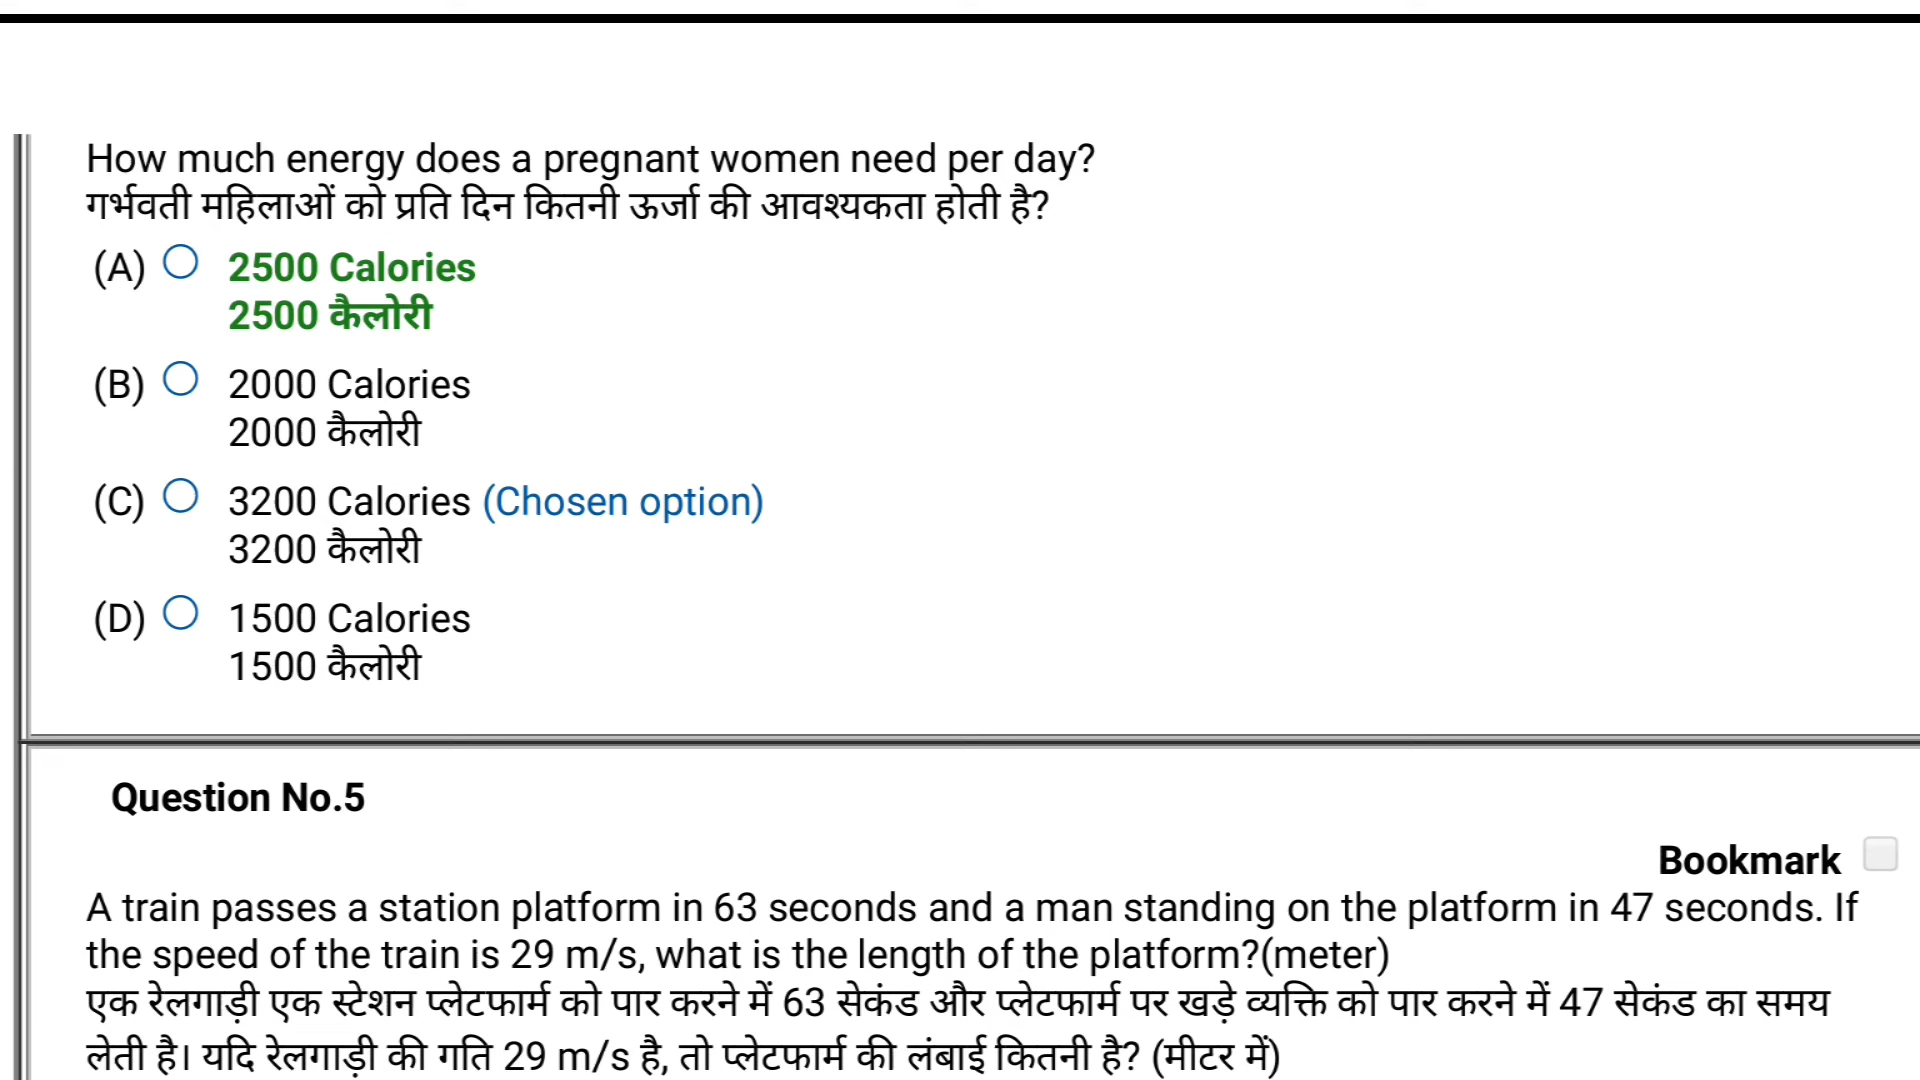 How much energy does a pregnant women need per day?
गर्भवती महिलाओं को प्रति दिन कितनी ऊर्जा की आवश्यकता होती है?
(A) 2500 Calories
2500 कैलोरी
(B) 2000 Calories
2000 कैलोरी
(C) 3200 Calories (Chosen option)
3200 कैलोरी
(D) 1500 Calories
1500 कैलोरी
Question No.5
Bookmark
A train passes a station platform in 63 seconds and a man standing on the platform in 47 seconds. If
the speed of the train is 29 m/s, what is the length of the platform?(meter)
एक रेलगाड़ी एक स्टेशन प्लेटफार्म को पार करने में 63 सेकंड और प्लेटफार्म पर खड़े व्यक्ति को पार करने में 47 सेकंड का समय
लेती है। यदि रेलगाड़ी की गति 29 m/s है, तो प्लेटफार्म की लंबाई कितनी है? (मीटर में)